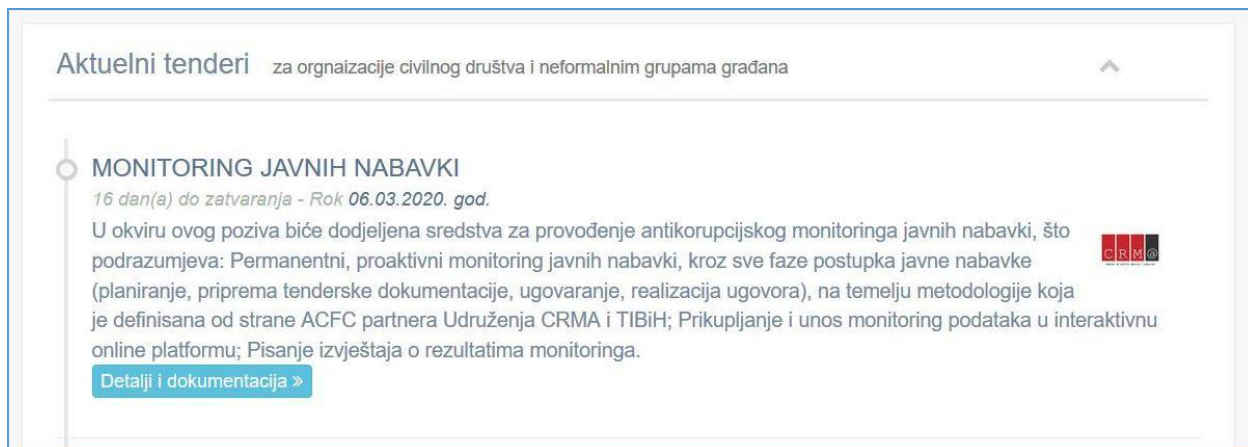 Aktuelni tenderi za orgnaizacije civilnog društva i neformalnim grupama građana
MONITORING JAVNIH NABAVKI
16 dan(a) do zatvaranja - Rok 06.03.2020. god.
U okviru ovog poziva biće dodjeljena sredstva za provođenje antikorupcijskog monitoringa javnih nabavki, što
podrazumjeva: Permanentni, proaktivni monitoring javnih nabavki, kroz sve faze postupka javne nabavke
(planiranje, priprema tenderske dokumentacije, ugovaranje, realizacija ugovora), na temelju metodologije koja
je definisana od strane ACFC partnera Udruženja CRMA i TIBiH; Prikupljanje i unos monitoring podataka u interaktivnu
online platformu; Pisanje izvještaja o rezultatima monitoringa.
CRM@
Detalji i dokumentacija »